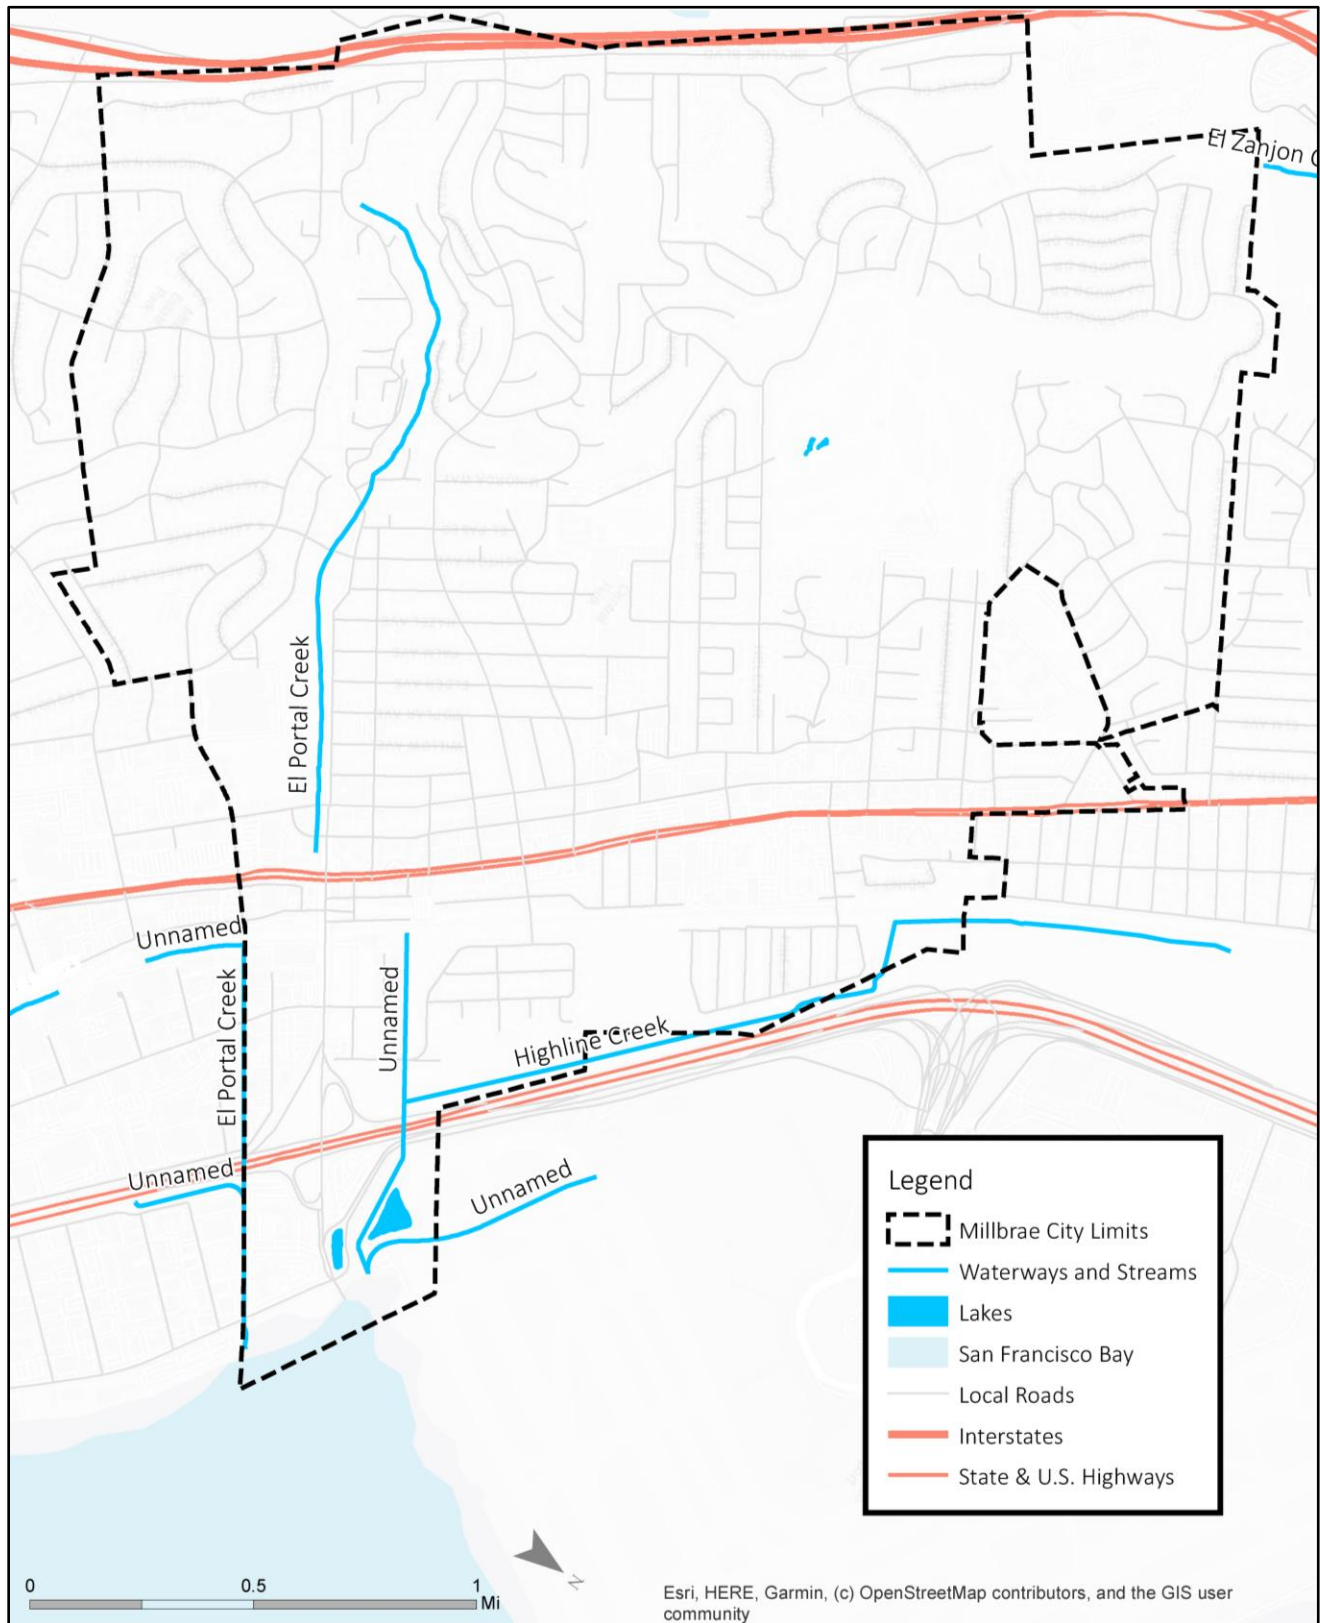 El Zanjon C
El Portal Creek
Unnamed
El Portal Creek
Unnamed
Highline Creek
Unnamed
Unnamed
Legend
Millbrae City Limits
Waterways and Streams
Lakes
San Francisco Bay
Local Roads
Interstates
State & U.S. Highways
N
0 0.5 1
Mi
Esri, HERE, Garmin, (c) OpenStreetMap contributors, and the GIS user
community